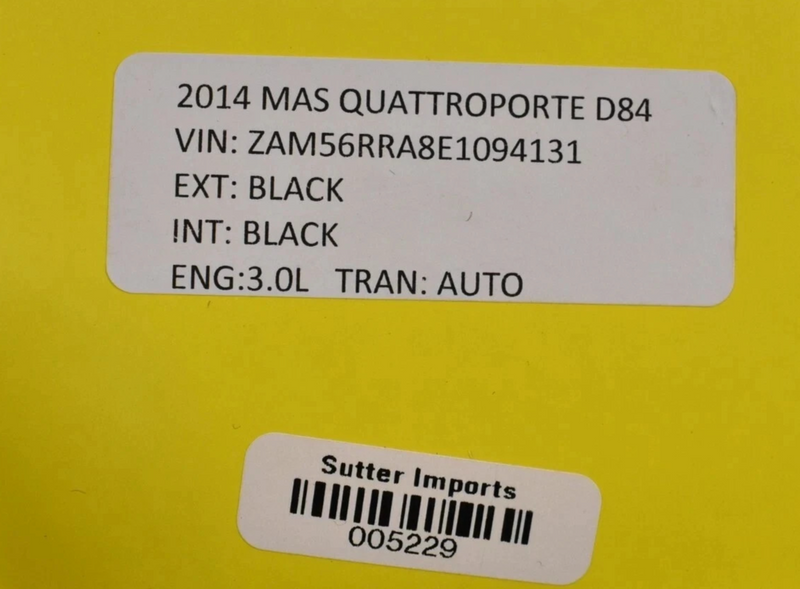 2014 MAS QUATTROPORTE D84
VIN: ZAM56RRA8E1094131
EXT: BLACK
INT: BLACK
ENG:3.0L TRAN: AUTO
Sutter Imports
005229